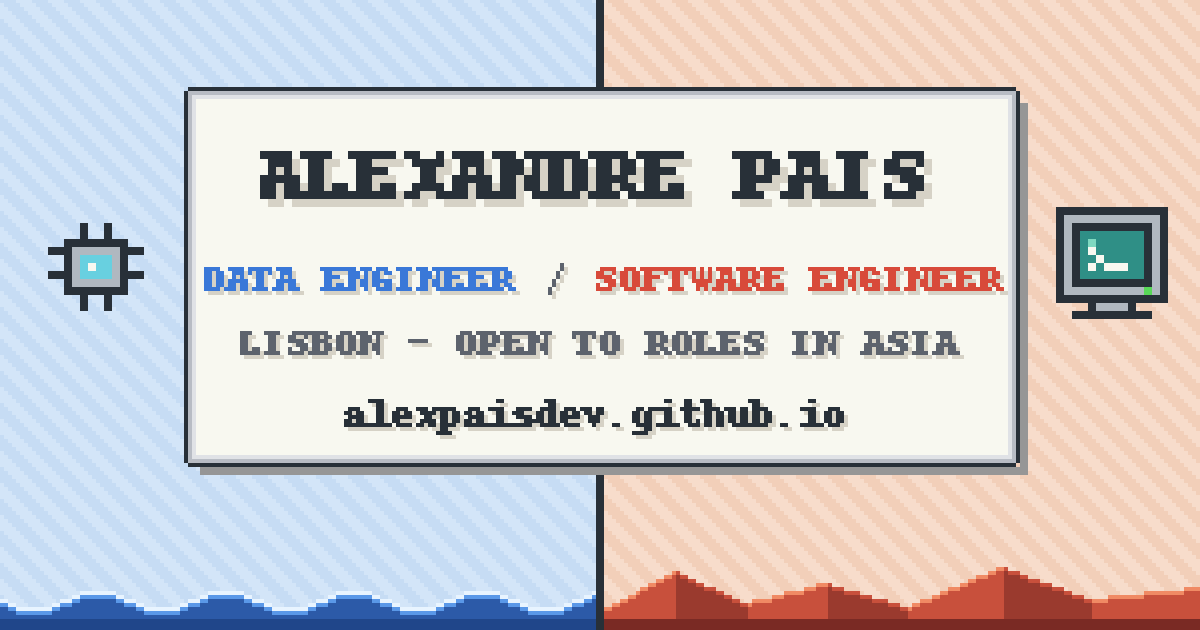 ALEXANDRE PAIS
DATA ENGINEER / SOFTWARE ENGINEER
LISBON - OPEN TO ROLES IN ASIA
alexpaisdev.github.io